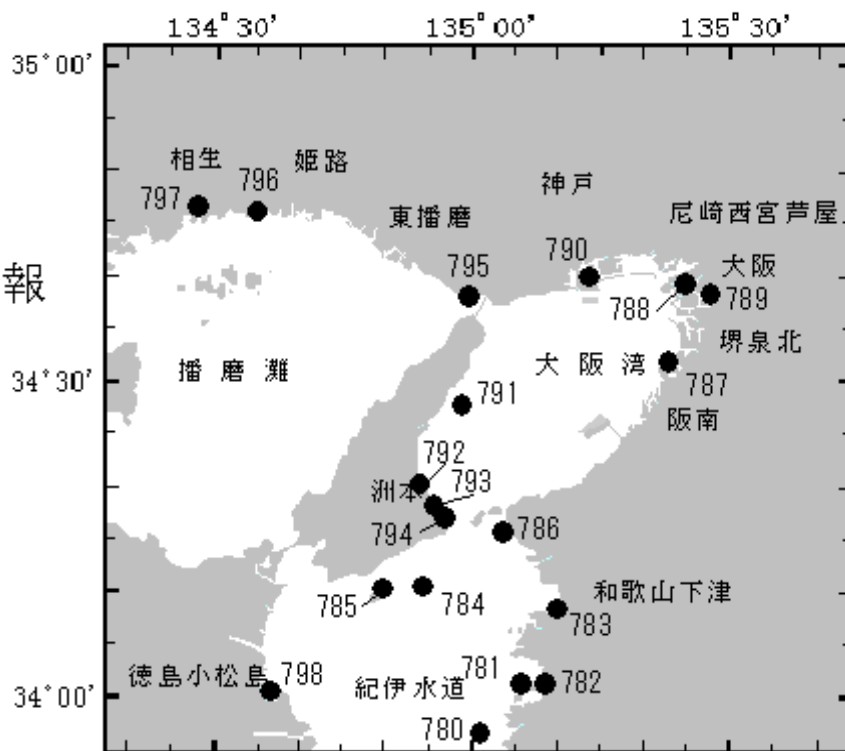 134°30' 135°00' 135°30'
35°00'
相生 姫路
797 796 神戸
東播磨 尼崎西宮芦屋
報 795 790 大阪
788 789
播磨灘 大阪湾 堺泉北
34°30' 787
791 阪南
792
洲本 793
794 786
785 784 和歌山下津
783
徳島小松島 798 紀伊水道 781 782
34°00'
780